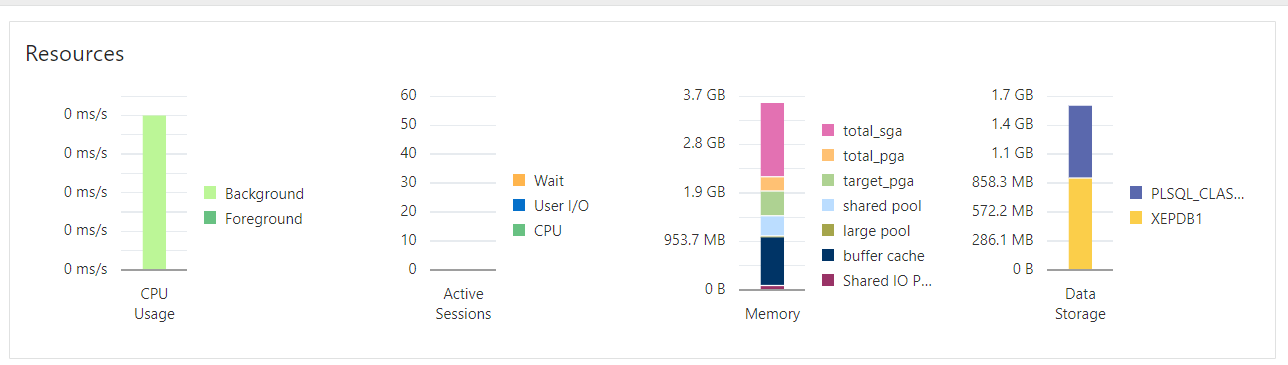 Resources
0 ms/s
0 ms/s
0 ms/s
0 ms/s
0 ms/s
Background
Foreground
CPU
Usage
60
50
40
30
20
10
0
Wait
User I/O
CPU
Active
Sessions
3.7 GB
2.8 GB
1.9 GB
953.7 MB
0 B
total_sga
total_pga
target_pga
shared pool
large pool
buffer cache
Shared IO P...
Memory
1.7 GB
1.4 GB
1.1 GB
858.3 MB
572.2 MB
286.1 MB
0 B
PLSQL_CLAS...
XEPDB1
Data
Storage